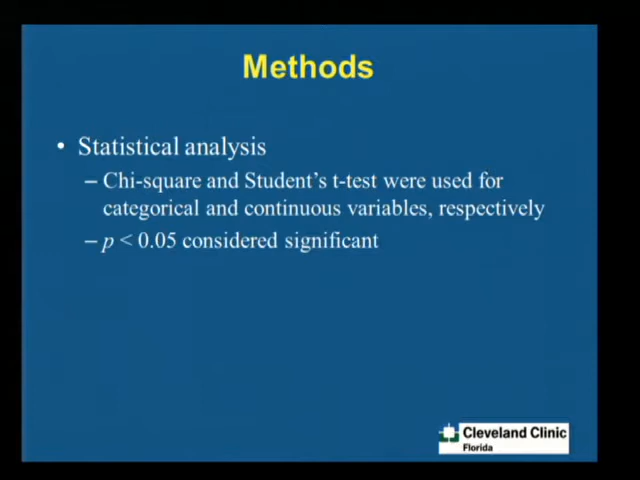 Methods
• Statistical analysis
– Chi-square and Student's t-test were used for
categorical and continuous variables, respectively
– p < 0.05 considered significant
Cleveland Clinic
Florida